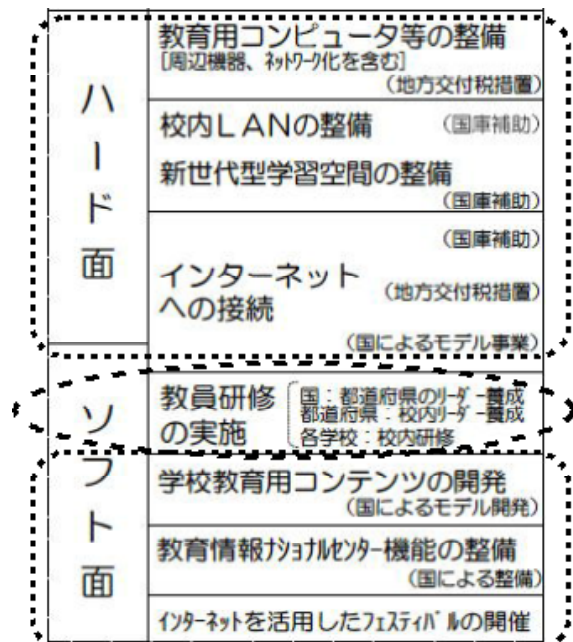 ハード面
教育用コンピュータ等の整備
[周辺機器、ネットワーク化を含む]
(地方交付税措置)
校内LANの整備 (国庫補助)
新世代型学習空間の整備
(国庫補助)
(国庫補助)
インターネット
への接続
(地方交付税措置)
(国によるモデル事業)
ソフト面
教員研修
の実施
国:都道府県のリーダー養成
都道府県:校内リーダー養成
各学校:校内研修
学校教育用コンテンツの開発
(国によるモデル開発)
教育情報ナショナルセンター機能の整備
(国による整備)
インターネットを活用したフェスティバルの開催